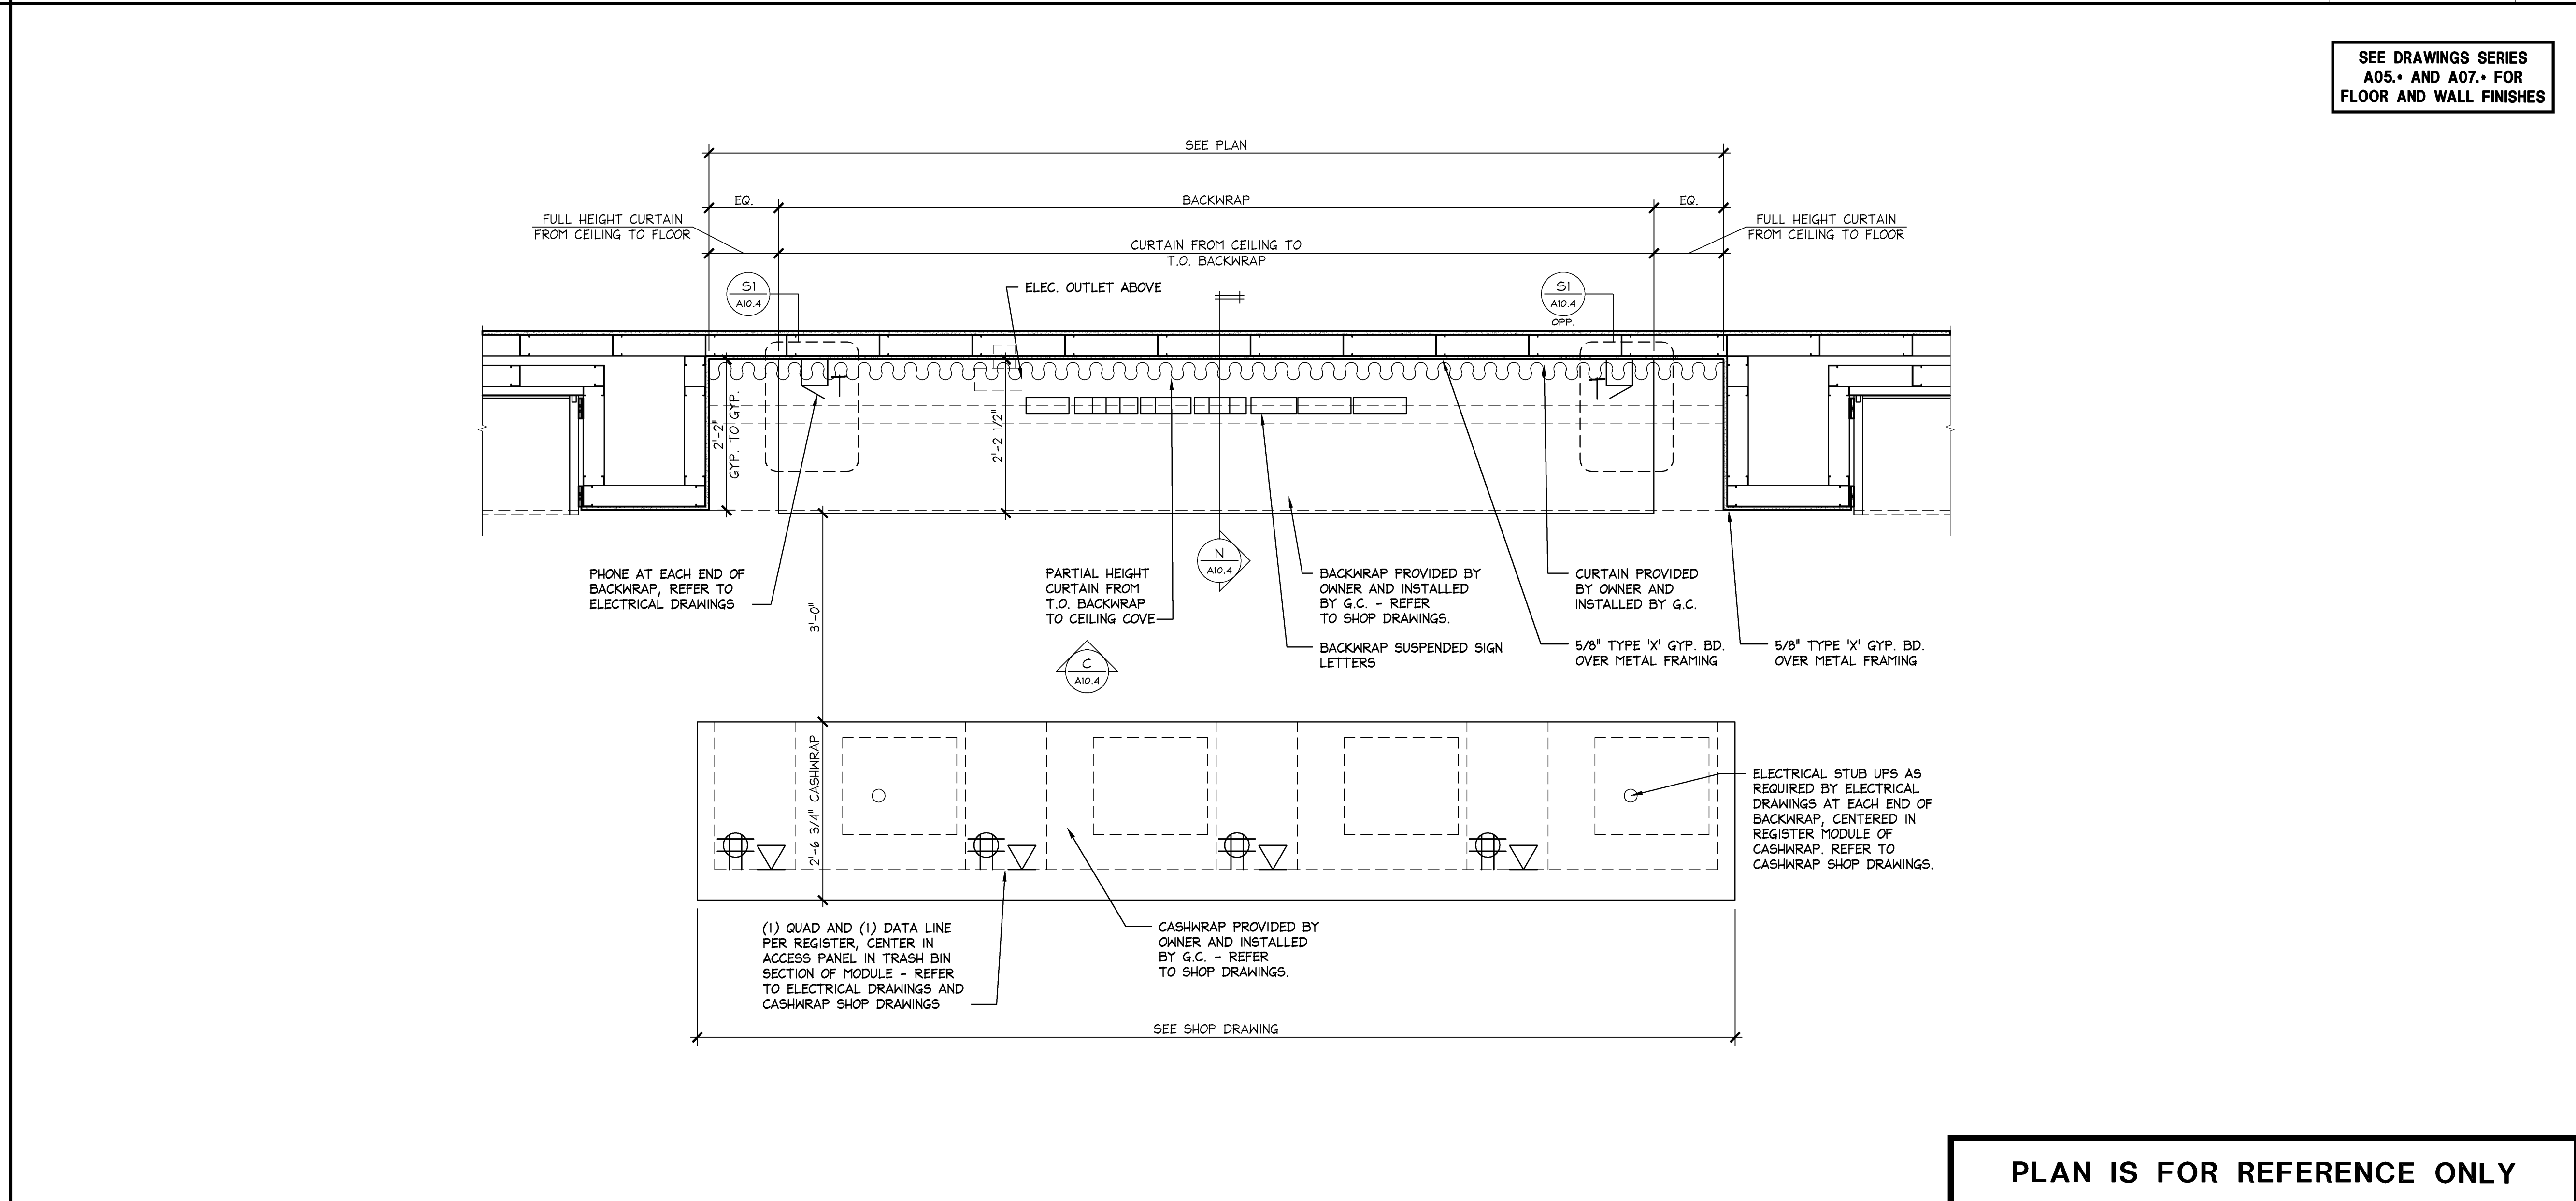 SEE DRAWINGS SERIES
A05.• AND A07.• FOR
FLOOR AND WALL FINISHES
SEE PLAN
EQ.
BACKWRAP
EQ.
FULL HEIGHT CURTAIN
FROM CEILING TO FLOOR
CURTAIN FROM CEILING TO
T.O. BACKWRAP
FULL HEIGHT CURTAIN
FROM CEILING TO FLOOR
S1
A10.4
ELEC. OUTLET ABOVE
S1
A10.4
OPP.
2'-2"
GYP. TO GYP.
2'-2 1/2"
N
A10.4
PHONE AT EACH END OF
BACKWRAP, REFER TO
ELECTRICAL DRAWINGS
3'-0"
PARTIAL HEIGHT
CURTAIN FROM
T.O. BACKWRAP
TO CEILING COVE
BACKWRAP PROVIDED BY
OWNER AND INSTALLED
BY G.C. - REFER
TO SHOP DRAWINGS.
BACKWRAP SUSPENDED SIGN
LETTERS
CURTAIN PROVIDED
BY OWNER AND
INSTALLED BY G.C.
5/8" TYPE 'X' GYP. BD.
OVER METAL FRAMING
5/8" TYPE 'X' GYP. BD.
OVER METAL FRAMING
C
A10.4
2'-6 3/4" CASHWRAP
ELECTRICAL STUB UPS AS
REQUIRED BY ELECTRICAL
DRAWINGS AT EACH END OF
BACKWRAP, CENTERED IN
REGISTER MODULE OF
CASHWRAP. REFER TO
CASHWRAP SHOP DRAWINGS.
(1) QUAD AND (1) DATA LINE
PER REGISTER, CENTER IN
ACCESS PANEL IN TRASH BIN
SECTION OF MODULE - REFER
TO ELECTRICAL DRAWINGS AND
CASHWRAP SHOP DRAWINGS
CASHWRAP PROVIDED BY
OWNER AND INSTALLED
BY G.C. - REFER
TO SHOP DRAWINGS.
SEE SHOP DRAWING
PLAN IS FOR REFERENCE ONLY